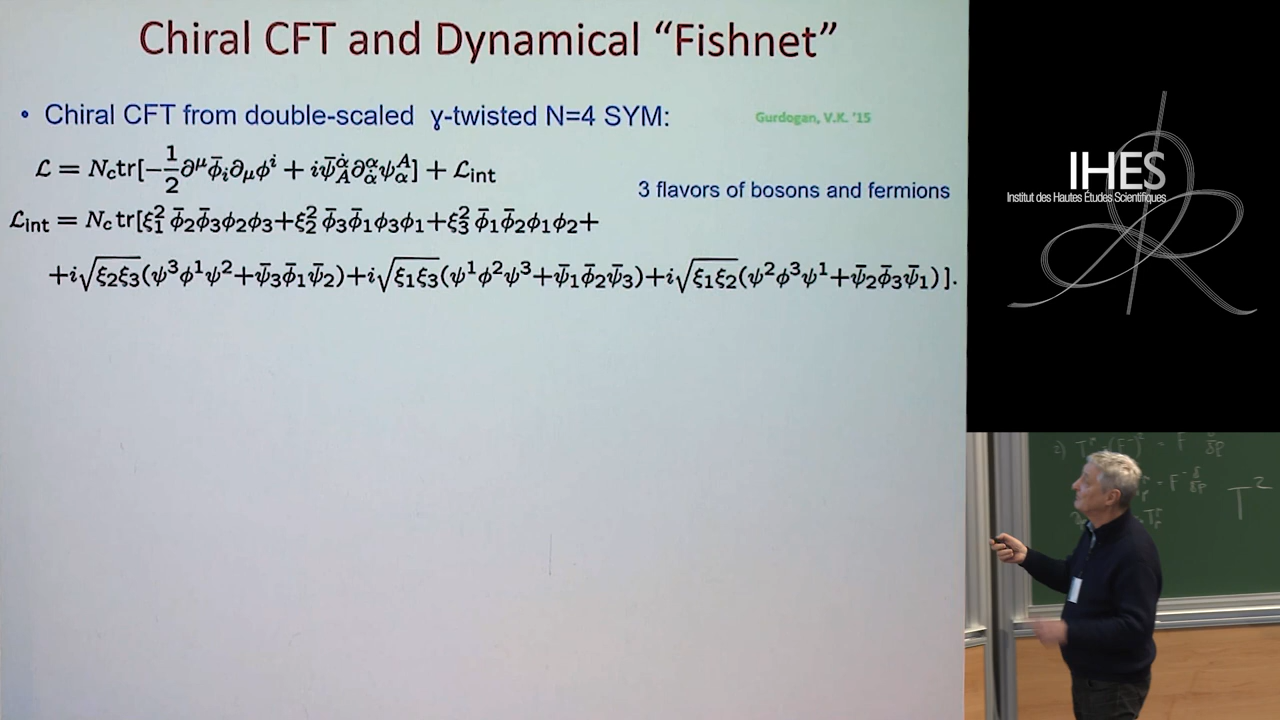 Chiral CFT and Dynamical “Fishnet”
• Chiral CFT from double-scaled ɣ-twisted N=4 SYM:
Gurdogan, V.K. '15
ℒ = N_c tr[−½ ∂^μ ϕ̄_i ∂_μ ϕ^i + iψ̄^α̇_A ∂^α_α̇ ψ^A_α] + ℒ_int
3 flavors of bosons and fermions
ℒ_int = N_c tr[ξ₁² ϕ̄₂ϕ̄₃ϕ₂ϕ₃+ξ₂² ϕ̄₃ϕ̄₁ϕ₃ϕ₁+ξ₃² ϕ̄₁ϕ̄₂ϕ₁ϕ₂+
+i√ξ₂ξ₃(ψ³ϕ¹ψ²+ψ̄₃ϕ̄₁ψ̄₂)+i√ξ₁ξ₃(ψ¹ϕ²ψ³+ψ̄₁ϕ̄₂ψ̄₃)+i√ξ₁ξ₂(ψ²ϕ³ψ¹+ψ̄₂ϕ̄₃ψ̄₁)].
IHES
Institut des Hautes Études Scientifiques
T²